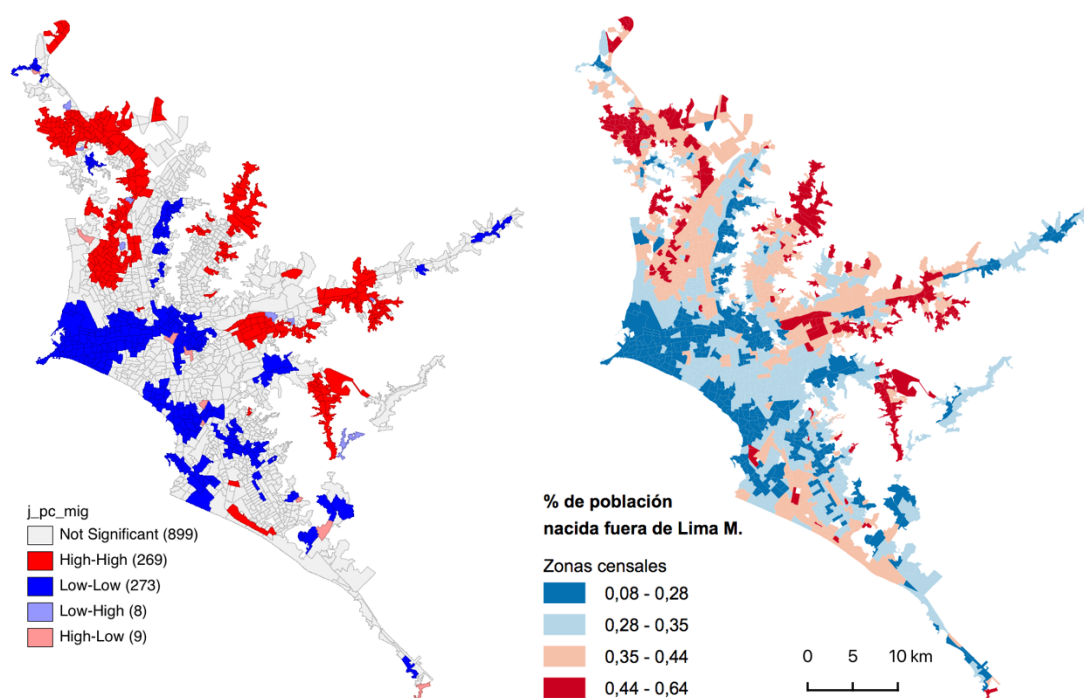 j_pc_mig
Not Significant (899)
High-High (269)
Low-Low (273)
Low-High (8)
High-Low (9)
% de población
nacida fuera de Lima M.
Zonas censales
0,08 - 0,28
0,28 - 0,35
0,35 - 0,44
0,44 - 0,64
0 5 10 km